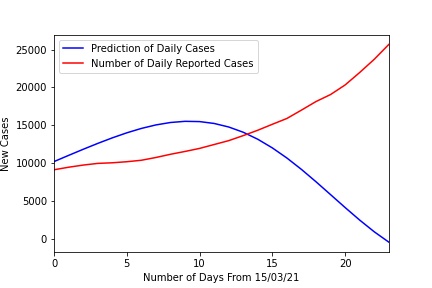 Prediction of Daily Cases
Number of Daily Reported Cases
25000
20000
15000
10000
5000
0
New Cases
0 5 10 15 20
Number of Days From 15/03/21